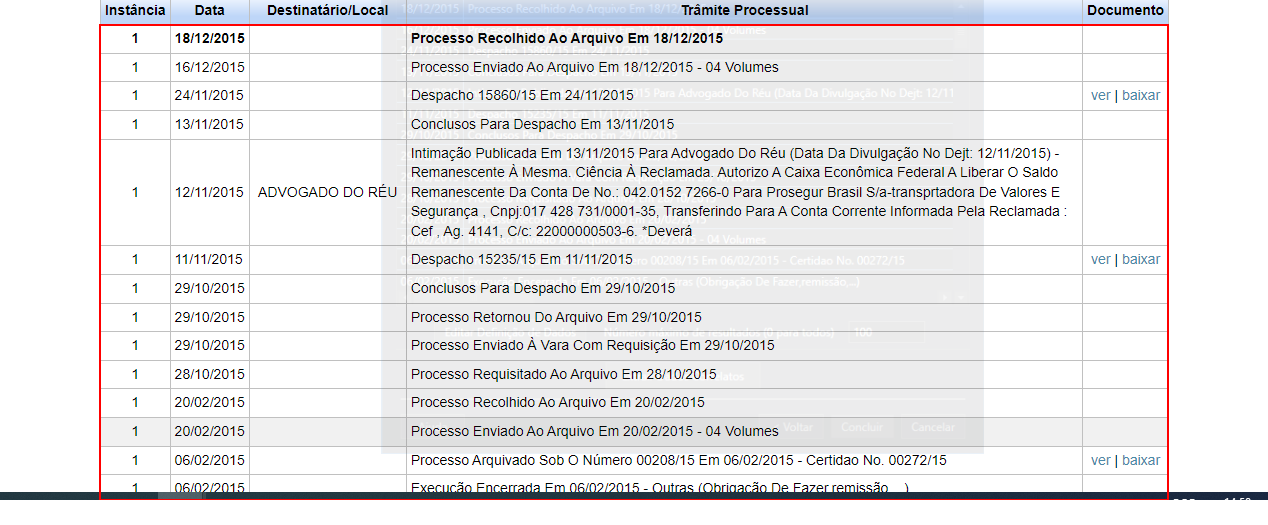 Instância Data Destinatário/Local Trâmite Processual Documento
1 18/12/2015 Processo Recolhido Ao Arquivo Em 18/12/2015
1 16/12/2015 Processo Enviado Ao Arquivo Em 18/12/2015 - 04 Volumes
1 24/11/2015 Despacho 15860/15 Em 24/11/2015 ver | baixar
1 13/11/2015 Conclusos Para Despacho Em 13/11/2015
Intimação Publicada Em 13/11/2015 Para Advogado Do Réu (Data Da Divulgação No Dejt: 12/11/2015) -
Remanescente À Mesma. Ciência À Reclamada. Autorizo A Caixa Econômica Federal A Liberar O Saldo
1 12/11/2015 ADVOGADO DO RÉU Remanescente Da Conta De No.: 042.0152 7266-0 Para Prosegur Brasil S/a-transprtadora De Valores E
Segurança , Cnpj:017 428 731/0001-35, Transferindo Para A Conta Corrente Informada Pela Reclamada :
Cef , Ag. 4141, C/c: 22000000503-6. *Deverá
1 11/11/2015 Despacho 15235/15 Em 11/11/2015 ver | baixar
1 29/10/2015 Conclusos Para Despacho Em 29/10/2015
1 29/10/2015 Processo Retornou Do Arquivo Em 29/10/2015
1 29/10/2015 Processo Enviado À Vara Com Requisição Em 29/10/2015
1 28/10/2015 Processo Requisitado Ao Arquivo Em 28/10/2015
1 20/02/2015 Processo Recolhido Ao Arquivo Em 20/02/2015
1 20/02/2015 Processo Enviado Ao Arquivo Em 20/02/2015 - 04 Volumes
Voltar Concluir Cancelar
1 06/02/2015 Processo Arquivado Sob O Número 00208/15 Em 06/02/2015 - Certidao No. 00272/15 ver | baixar
1 06/02/2015 Execução Encerrada Em 06/02/2015 - Outras (Obrigação De Fazer,remissão,...)